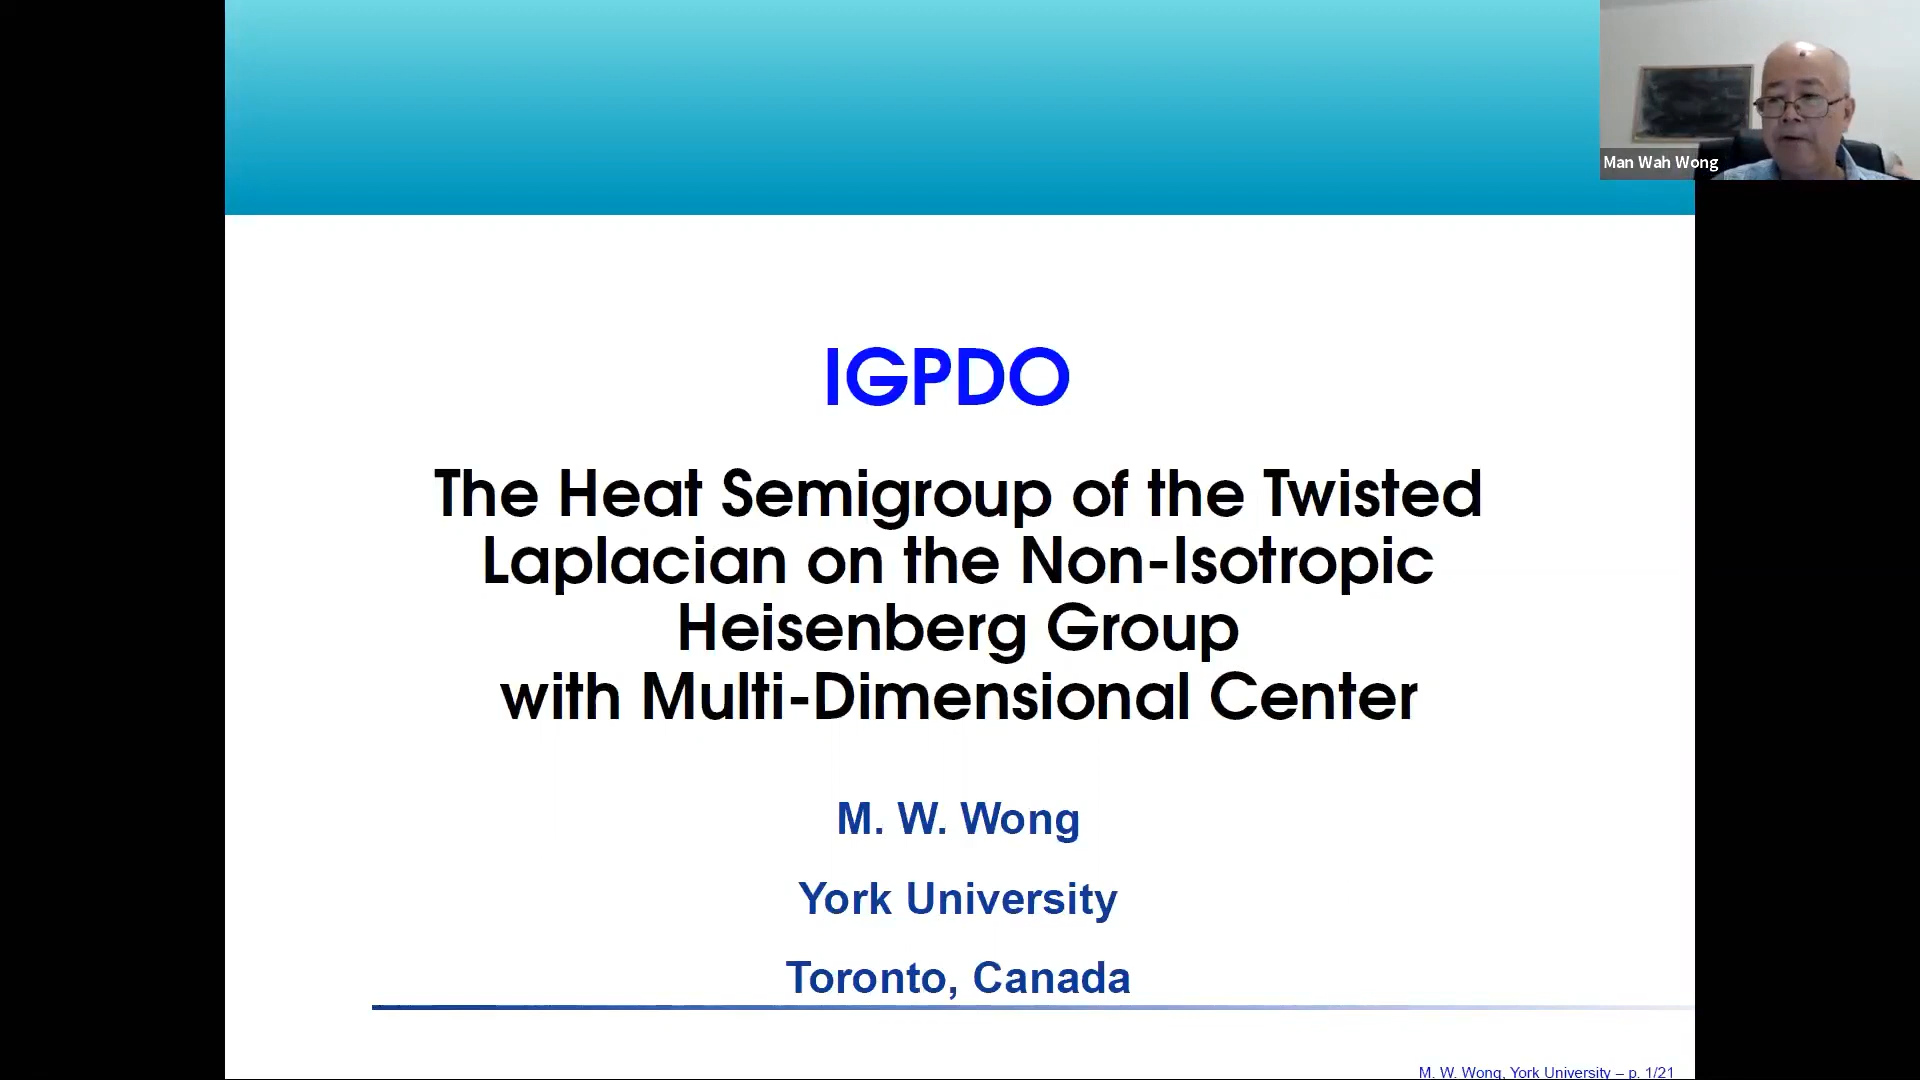 Man Wah Wong
IGPDO
The Heat Semigroup of the Twisted
Laplacian on the Non-Isotropic
Heisenberg Group
with Multi-Dimensional Center
M. W. Wong
York University
Toronto, Canada
M. W. Wong, York University – p. 1/21